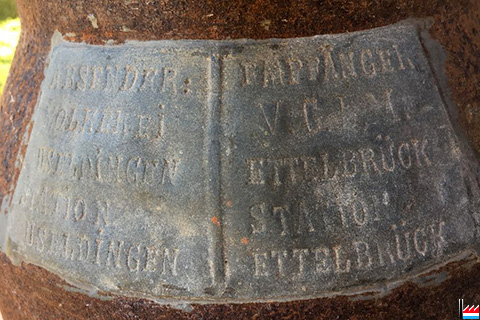 ABSENDER:
MOLKEREI
USELDINGEN
STATION
USELDINGEN
EMPFÄNGER
V.C.L.M.
ETTELBRÜCK
STATION
ETTELBRÜCK